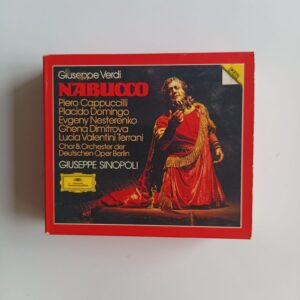 Giuseppe Verdi
NABUCCO
Piero Cappuccilli
Placido Domingo
Evgeny Nesterenko
Ghena Dimitrova
Lucia Valentini Terrani
Chor & Orchester der
Deutschen Oper Berlin
GIUSEPPE SINOPOLI